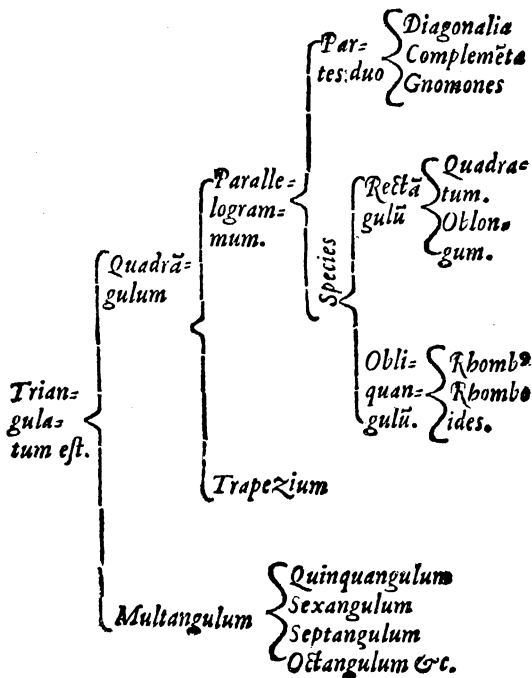 Trian-
gula-
tum eſt.
Quadrā-
gulum
Paralle-
logram-
mum.
Par-
tes:duo
Diagonalia
Complemēta
Gnomones
Species
Rectā
gulū
Quadra-
tum.
Oblon-
gum.
Obli-
quan-
gulū.
Rhombꝰ
Rhombo
ides.
Trapezium
Multangulum
Quinquangulum
Sexangulum
Septangulum
Octangulum &c.